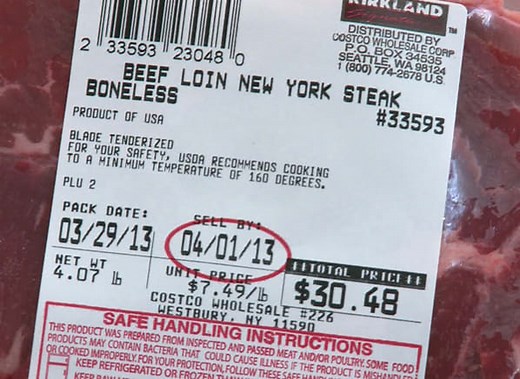 KIRKLAND
Signature
DISTRIBUTED BY
COSTCO WHOLESALE CORP
P.O. BOX 34535
SEATTLE, WA 98124
1 (800) 774-2678 U.S.
2 33593 23048 0
BEEF LOIN NEW YORK STEAK
BONELESS
#33593
PRODUCT OF USA
BLADE TENDERIZED
FOR YOUR SAFETY, USDA RECOMMENDS COOKING
TO A MINIMUM TEMPERATURE OF 160 DEGREES.
PLU 2
PACK DATE: SELL BY:
03/29/13 04/01/13
NET WT UNIT PRICE TOTAL PRICE
4.07 lb $7.49/lb $30.48
COSTCO WHOLESALE #226
WESTBURY, NY 11590
SAFE HANDLING INSTRUCTIONS
THIS PRODUCT WAS PREPARED FROM INSPECTED AND PASSED MEAT AND/OR POULTRY. SOME FOOD
PRODUCTS MAY CONTAIN BACTERIA THAT COULD CAUSE ILLNESS IF THE PRODUCT IS MISHANDLED
OR COOKED IMPROPERLY. FOR YOUR PROTECTION, FOLLOW THESE SAFE
KEEP REFRIGERATED OR FROZEN
KEEP